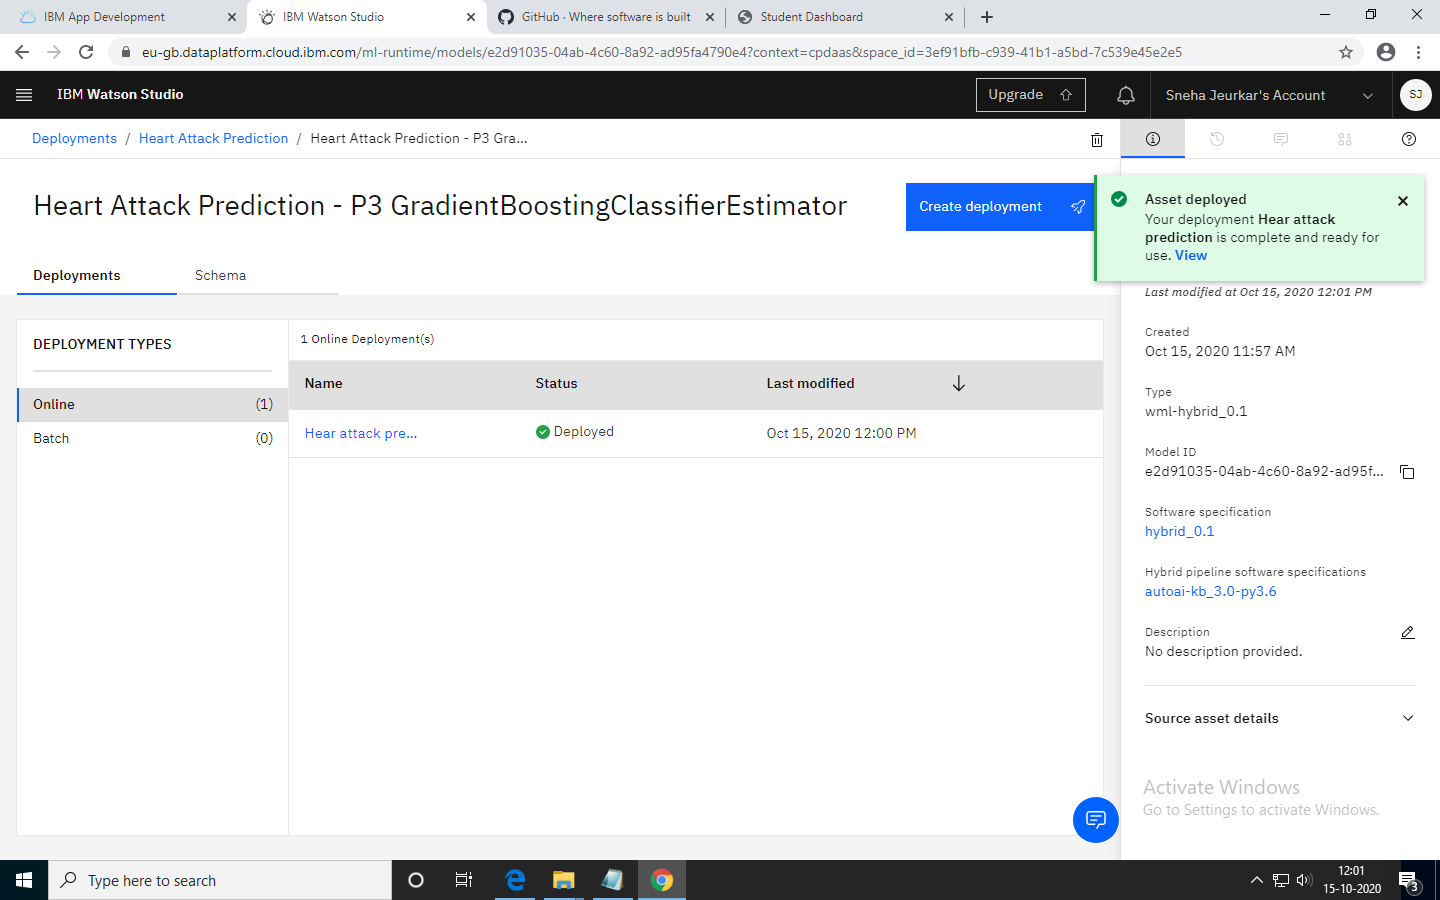 IBM App Development
IBM Watson Studio
GitHub · Where software is built
Student Dashboard
eu-gb.dataplatform.cloud.ibm.com/ml-runtime/models/e2d91035-04ab-4c60-8a92-ad95fa4790e4?context=cpdaas&space_id=3ef91bfb-c939-41b1-a5bd-7c539e45e2e5
IBM Watson Studio
Upgrade
Sneha Jeurkar's Account
SJ
Deployments / Heart Attack Prediction / Heart Attack Prediction - P3 Gra...
Heart Attack Prediction - P3 GradientBoostingClassifierEstimator
Create deployment
Asset deployed
Your deployment Hear attack
prediction is complete and ready for
use. View
Deployments
Schema
Last modified at Oct 15, 2020 12:01 PM
DEPLOYMENT TYPES
Online (1)
Batch (0)
1 Online Deployment(s)
Name Status Last modified
Hear attack pre... Deployed Oct 15, 2020 12:00 PM
Created
Oct 15, 2020 11:57 AM
Type
wml-hybrid_0.1
Model ID
e2d91035-04ab-4c60-8a92-ad95f...
Software specification
hybrid_0.1
Hybrid pipeline software specifications
autoai-kb_3.0-py3.6
Description
No description provided.
Source asset details
Activate Windows
Go to Settings to activate Windows.
Type here to search
12:01
15-10-2020
3